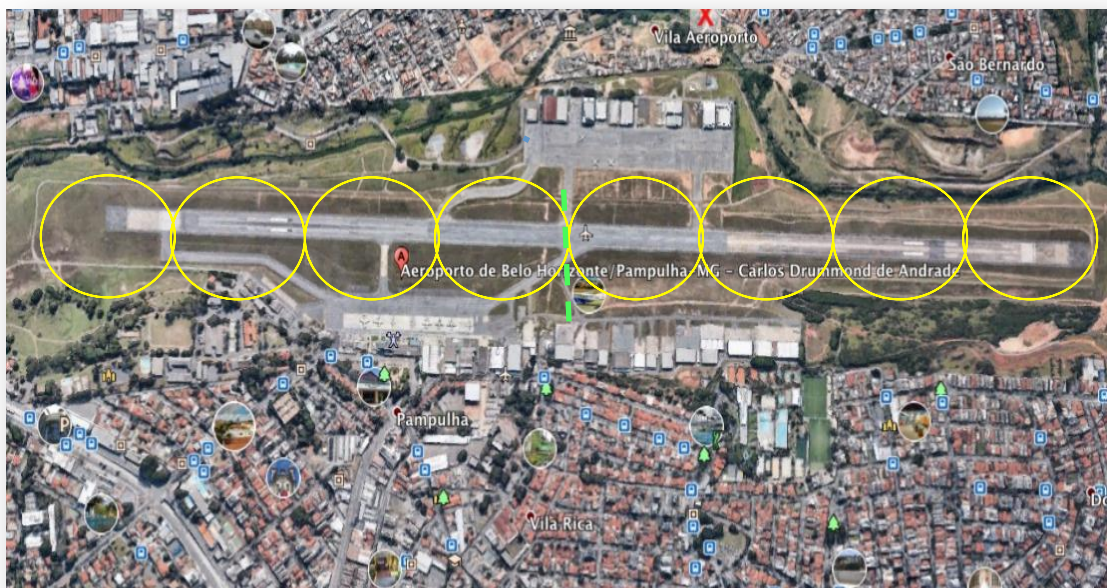 X
Vila Aeroporto
São Bernardo
A
Aeroporto de Belo Horizonte/Pampulha, MG - Carlos Drummond de Andrade
P
Pampulha
Vila Rica